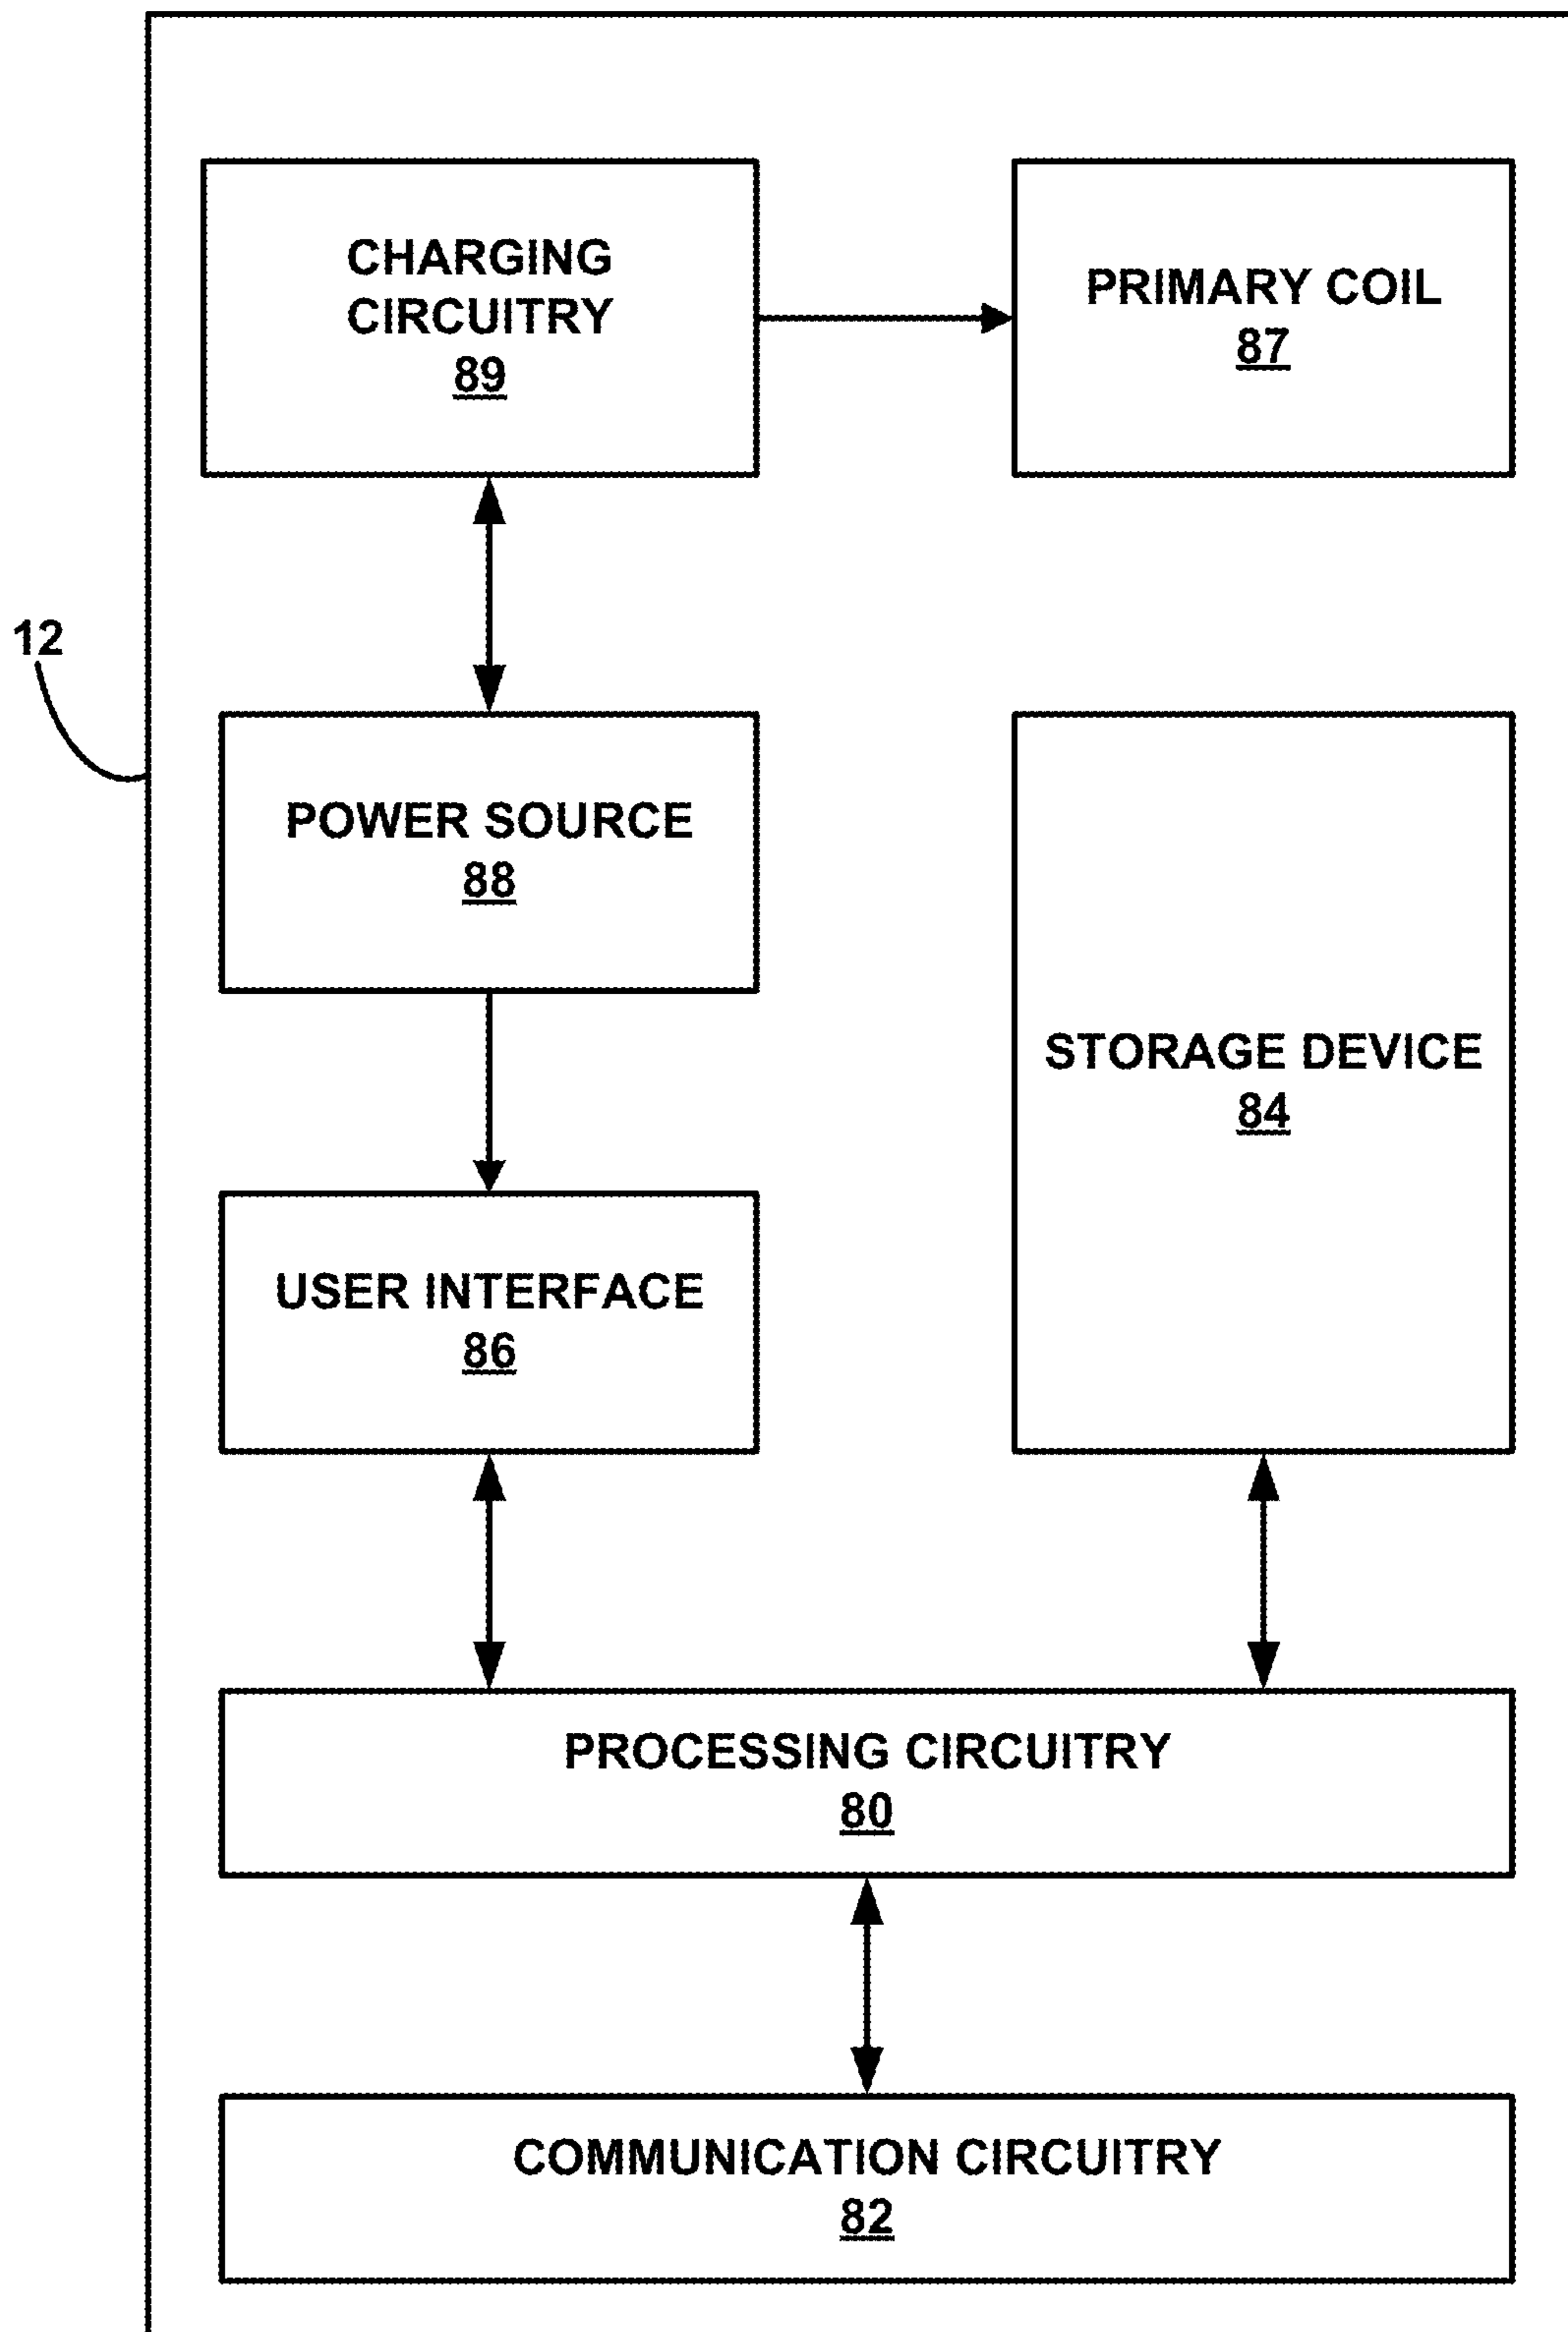 CHARGING
CIRCUITRY
89
PRIMARY COIL
87
12
POWER SOURCE
88
STORAGE DEVICE
84
USER INTERFACE
86
PROCESSING CIRCUITRY
80
COMMUNICATION CIRCUITRY
82